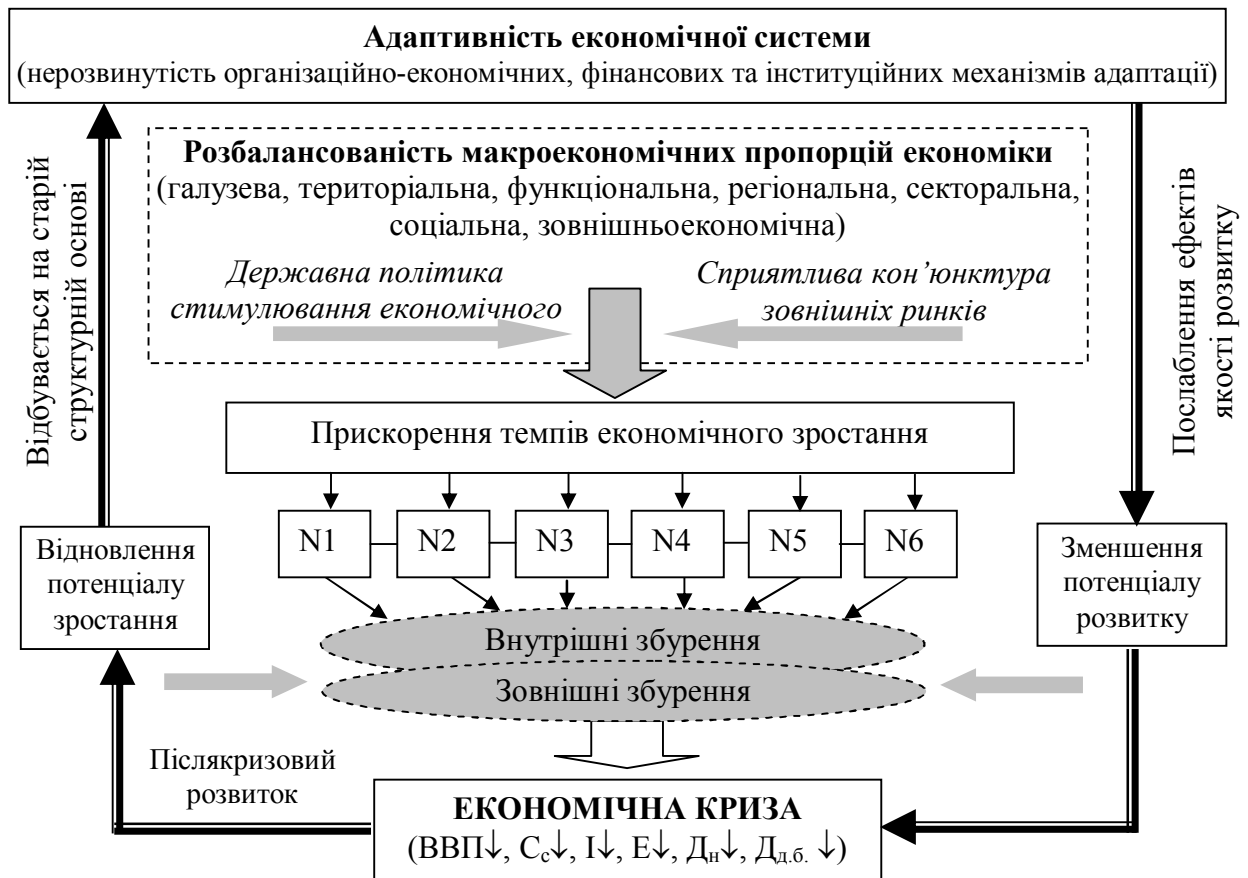 Адаптивність економічної системи
(нерозвинутість організаційно-економічних, фінансових та інституційних механізмів адаптації)
Відбувається на старій
структурній основі
Розбалансованість макроекономічних пропорцій економіки
(галузева, територіальна, функціональна, регіональна, секторальна,
соціальна, зовнішньоекономічна)
Державна політика
стимулювання економічного
Сприятлива кон’юнктура
зовнішніх ринків
Послаблення ефектів
якості розвитку
Прискорення темпів економічного зростання
N1
N2
N3
N4
N5
N6
Відновлення
потенціалу
зростання
Зменшення
потенціалу
розвитку
Внутрішні збурення
Зовнішні збурення
Післякризовий
розвиток
ЕКОНОМІЧНА КРИЗА
(ВВП↓, Сс↓, І↓, Е↓, Дн↓, Дд.б. ↓)